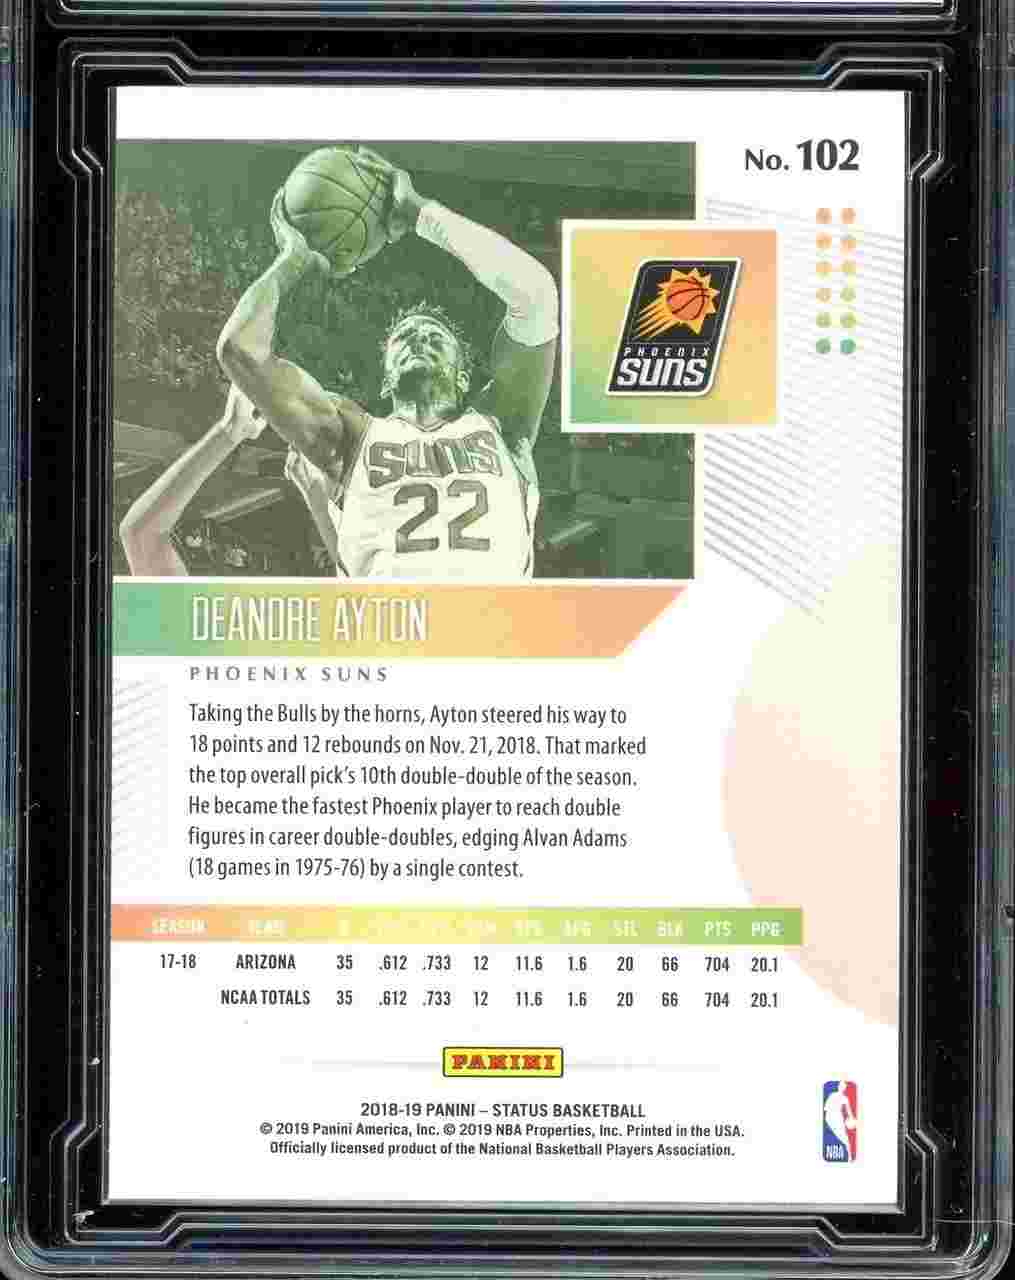 No. 102
PHOENIX
SUNS
SUNS
22
DEANDRE AYTON
PHOENIX SUNS
Taking the Bulls by the horns, Ayton steered his way to
18 points and 12 rebounds on Nov. 21, 2018. That marked
the top overall pick's 10th double-double of the season.
He became the fastest Phoenix player to reach double
figures in career double-doubles, edging Alvan Adams
(18 games in 1975-76) by a single contest.
SEASON TEAM G RPG APG STL BLK PTS PPG
17-18 ARIZONA 35 .612 .733 12 11.6 1.6 20 66 704 20.1
NCAA TOTALS 35 .612 .733 12 11.6 1.6 20 66 704 20.1
PANINI
2018-19 PANINI – STATUS BASKETBALL
© 2019 Panini America, Inc. © 2019 NBA Properties, Inc. Printed in the USA.
Officially licensed product of the National Basketball Players Association.
NBA